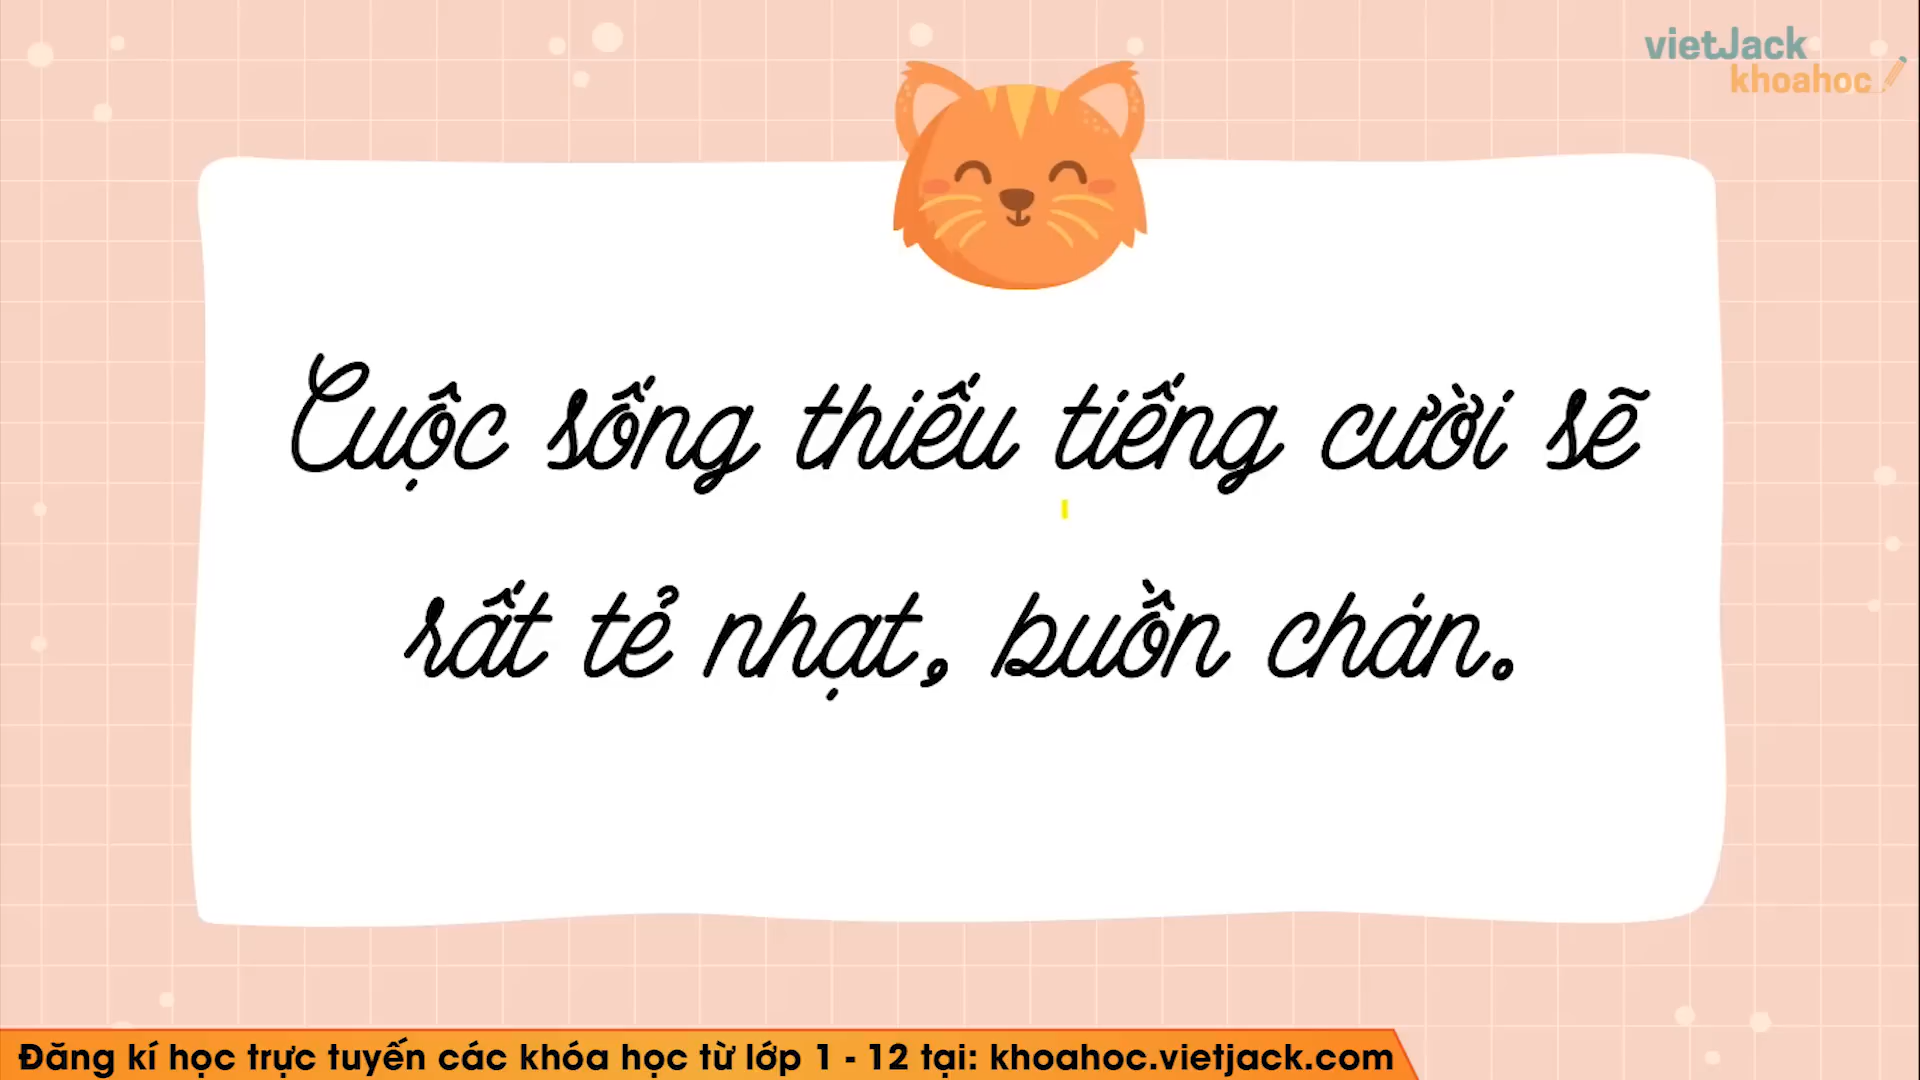 vietJack
khoahoc
Cuộc sống thiếu tiếng cười sẽ
rất tẻ nhạt, buồn chán.
Đăng kí học trực tuyến các khóa học từ lớp 1 - 12 tại: khoahoc.vietjack.com